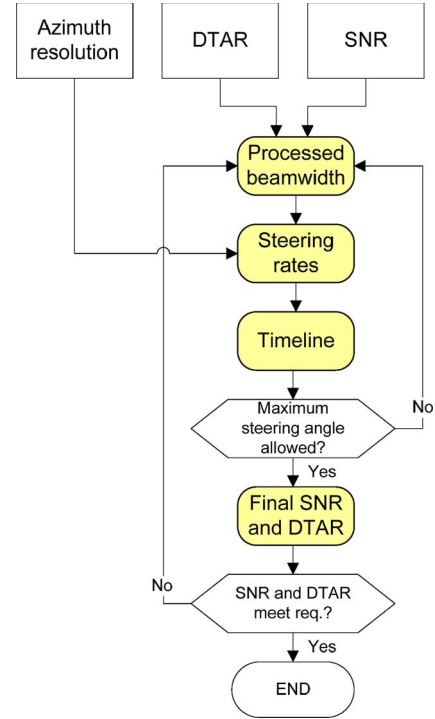 Azimuth
resolution
DTAR
SNR
Processed
beamwidth
Steering
rates
Timeline
Maximum
steering angle
allowed?
No
Yes
Final SNR
and DTAR
No
SNR and DTAR
meet req.?
Yes
END